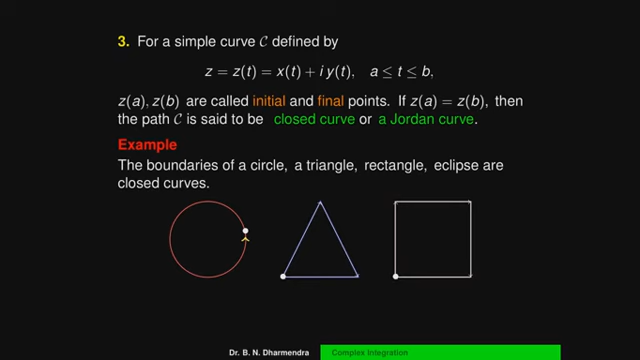 3. For a simple curve C defined by
z = z(t) = x(t) + i y(t),   a ≤ t ≤ b,
z(a), z(b) are called initial and final points. If z(a) = z(b), then
the path C is said to be closed curve or a Jordan curve.
Example
The boundaries of a circle, a triangle, rectangle, eclipse are
closed curves.
Dr. B. N. Dharmendra Complex Integration